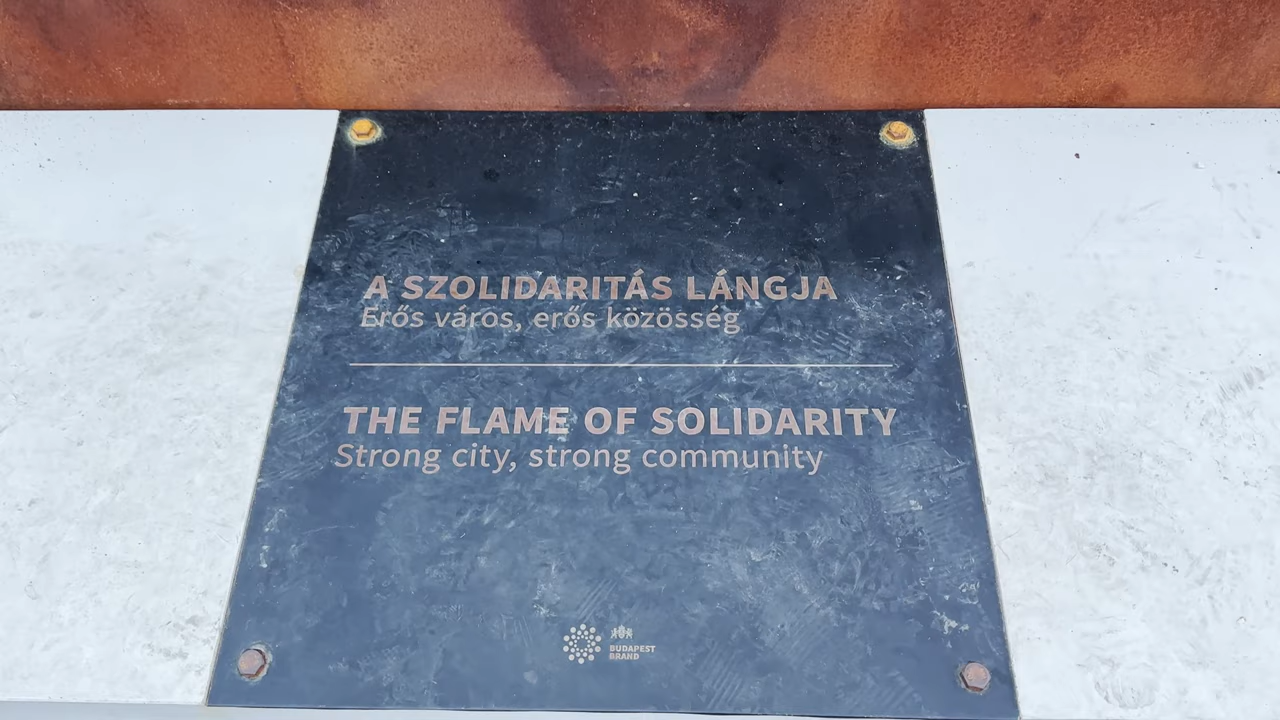 A SZOLIDARITÁS LÁNGJA
Erős város, erős közösség
THE FLAME OF SOLIDARITY
Strong city, strong community
BUDAPEST
BRAND